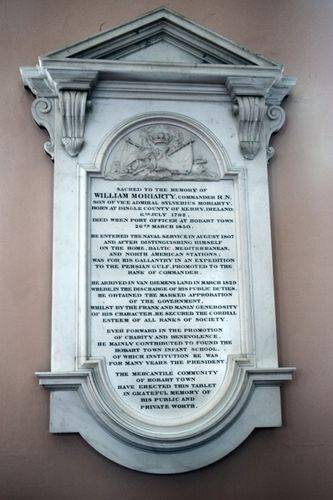 SACRED TO THE MEMORY OF
WILLIAM MORIARTY, COMMANDER R.N.
SON OF VICE ADMIRAL SYLVERIUS MORIARTY,
BORN AT DINGLE COUNTY OF KERRY, IRELAND,
6TH JULY 1792.
DIED WHEN PORT OFFICER AT HOBART TOWN
26TH MARCH 1850.
HE ENTERED THE NAVAL SERVICE IN AUGUST 1807
AND AFTER DISTINGUISHING HIMSELF
ON THE HOME, BALTIC, MEDITERRANEAN,
AND NORTH AMERICAN STATIONS;
WAS FOR HIS GALLANTRY IN AN EXPEDITION
TO THE PERSIAN GULF, PROMOTED TO THE
RANK OF COMMANDER.
HE ARRIVED IN VAN DIEMENS LAND IN MARCH 1829
WHERE, IN THE DISCHARGE OF HIS PUBLIC DUTIES,
HE OBTAINED THE MARKED APPROBATION
OF THE GOVERNMENT,
WHILST BY THE FRANK AND MANLY GENEROSITY
OF HIS CHARACTER, HE SECURED THE CORDIAL
ESTEEM OF ALL RANKS OF SOCIETY.
EVER FORWARD IN THE PROMOTION
OF CHARITY AND BENEVOLENCE,
HE MAINLY CONTRIBUTED TO FOUND THE
HOBART TOWN INFANT SCHOOL,
OF WHICH INSTITUTION HE WAS
FOR MANY YEARS THE PRESIDENT.
THE MERCANTILE COMMUNITY
OF HOBART TOWN
HAVE ERECTED THIS TABLET
IN GRATEFUL MEMORY OF
HIS PUBLIC AND
PRIVATE WORTH.